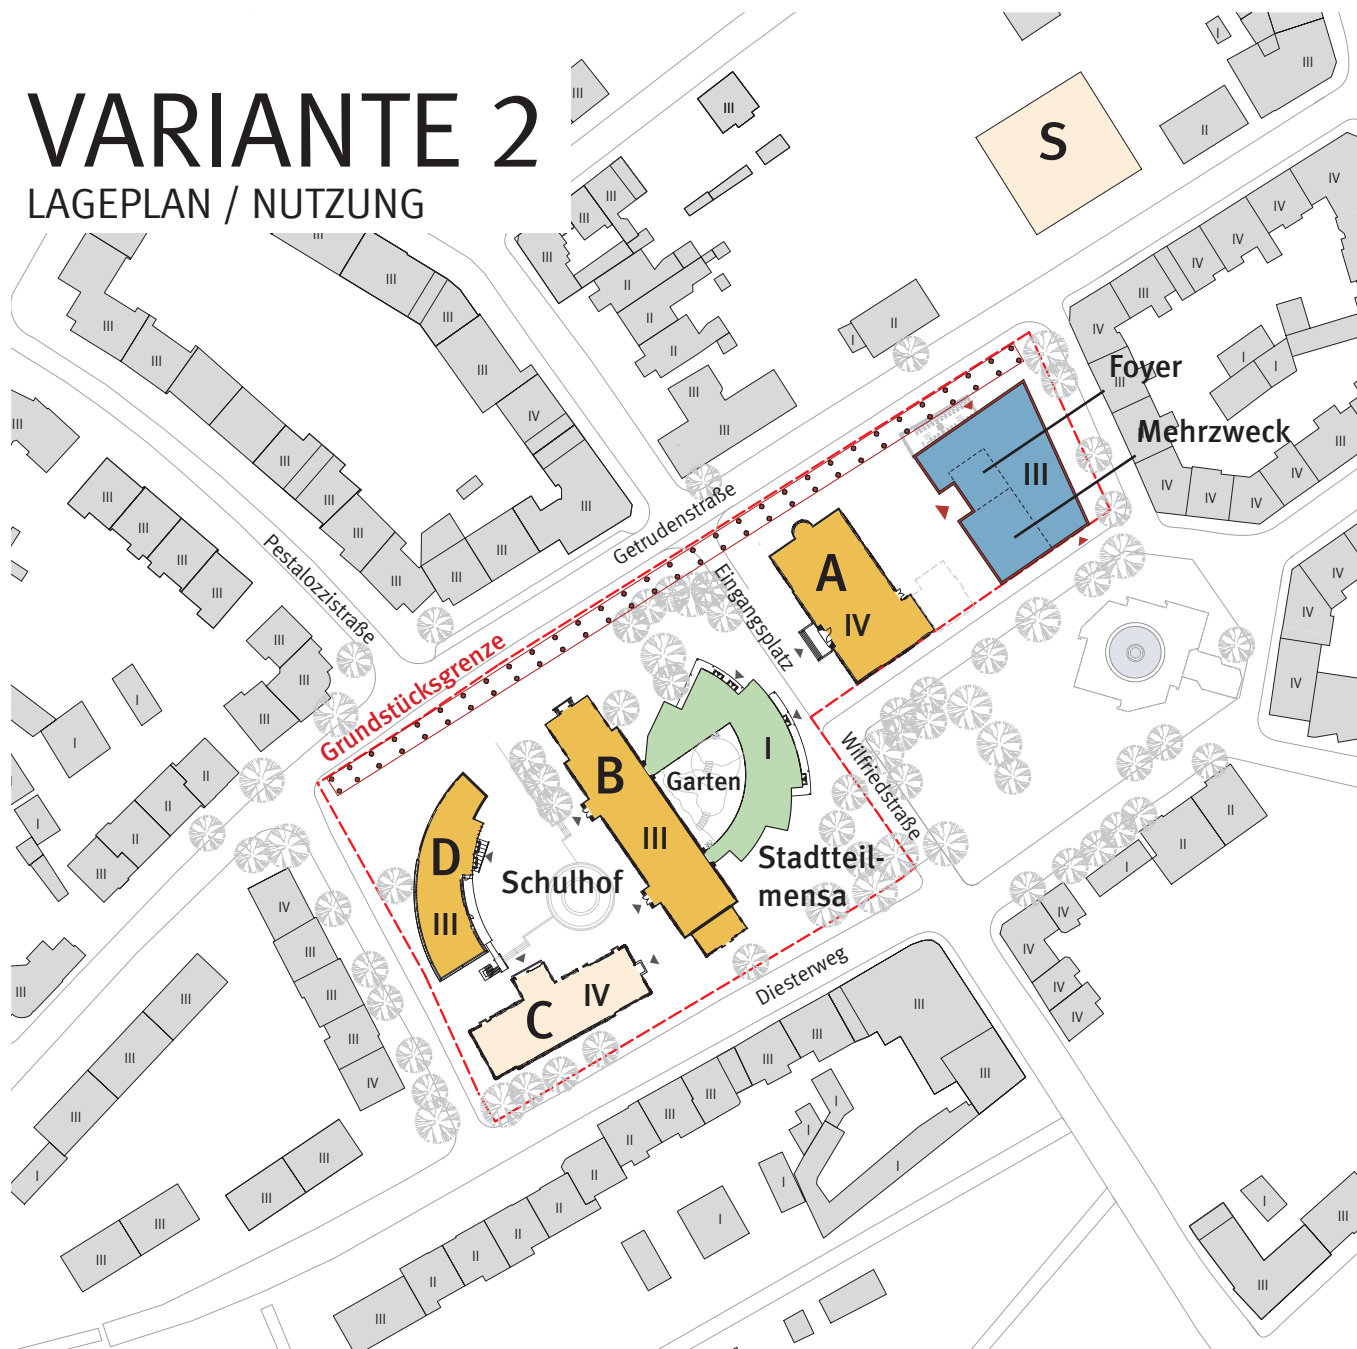 VARIANTE 2
LAGEPLAN / NUTZUNG
S
Foyer
Mehrzweck
III
Getrudenstraße
Pestalozzistraße
Eingangsplatz
A
IV
Grundstücksgrenze
B
III
Garten
I
Wilfriedstraße
D
III
Schulhof
Stadtteil-
mensa
C
IV
Diesterweg